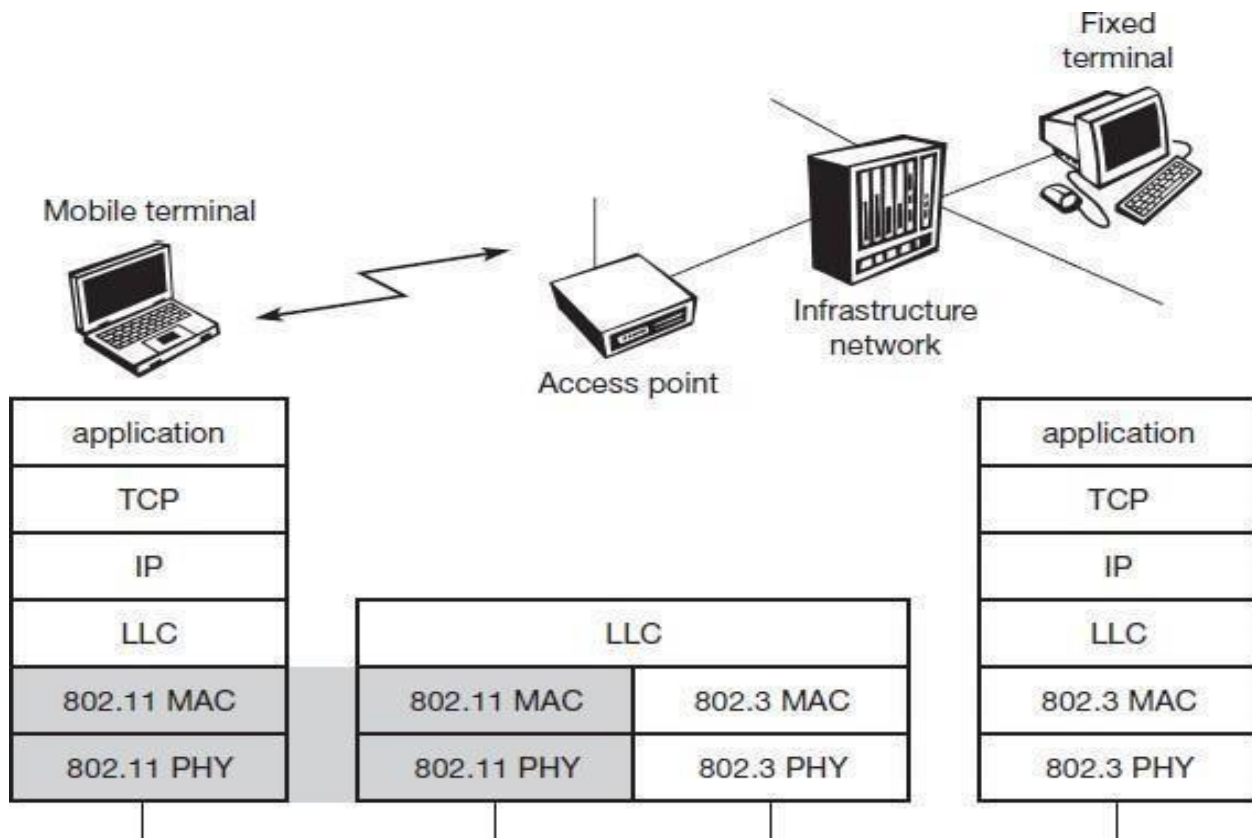 Fixed
terminal
Mobile terminal
Infrastructure
network
Access point
application
TCP
IP
LLC
802.11 MAC
802.11 PHY
LLC
802.11 MAC
802.3 MAC
802.11 PHY
802.3 PHY
application
TCP
IP
LLC
802.3 MAC
802.3 PHY